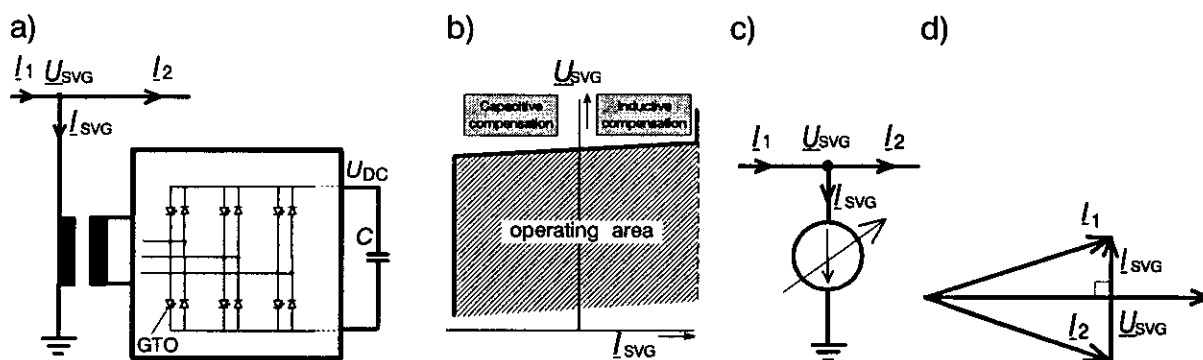 a)
I1 USVG I2
ISVG
UDC
C
GTO
b)
USVG
Capacitive
compensation
Inductive
compensation
operating area
ISVG
c)
I1 USVG I2
ISVG
d)
I1
ISVG
I2 USVG